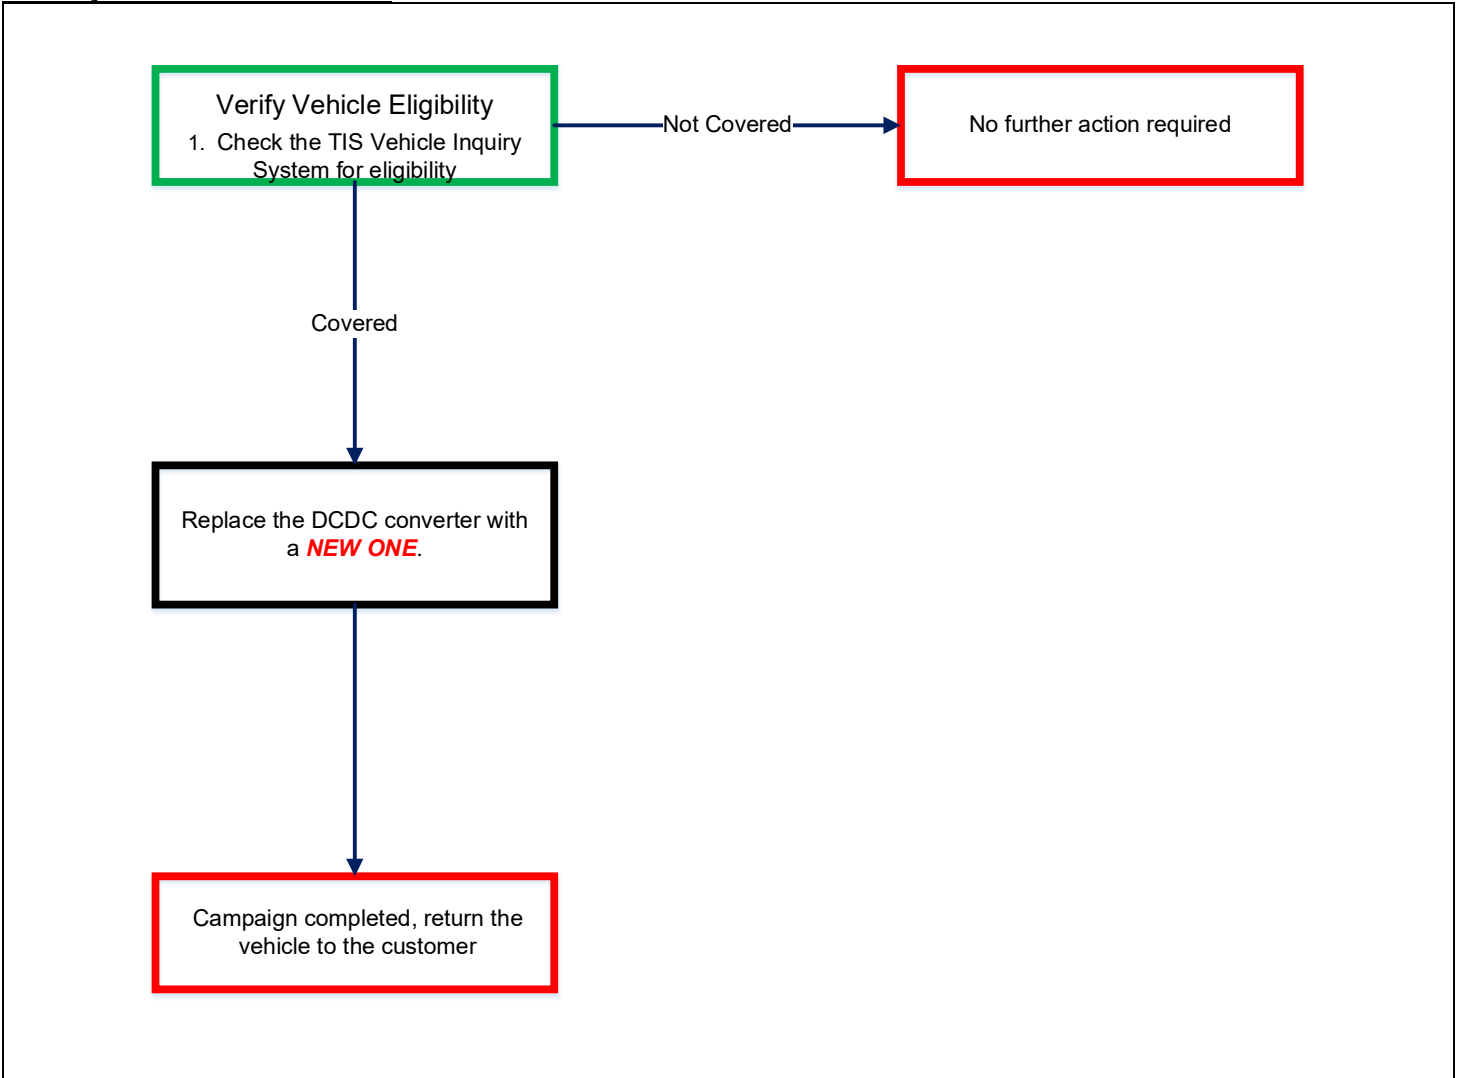 Verify Vehicle Eligibility
1. Check the TIS Vehicle Inquiry
System for eligibility
Not Covered
No further action required
Covered
Replace the DCDC converter with
a NEW ONE.
Campaign completed, return the
vehicle to the customer